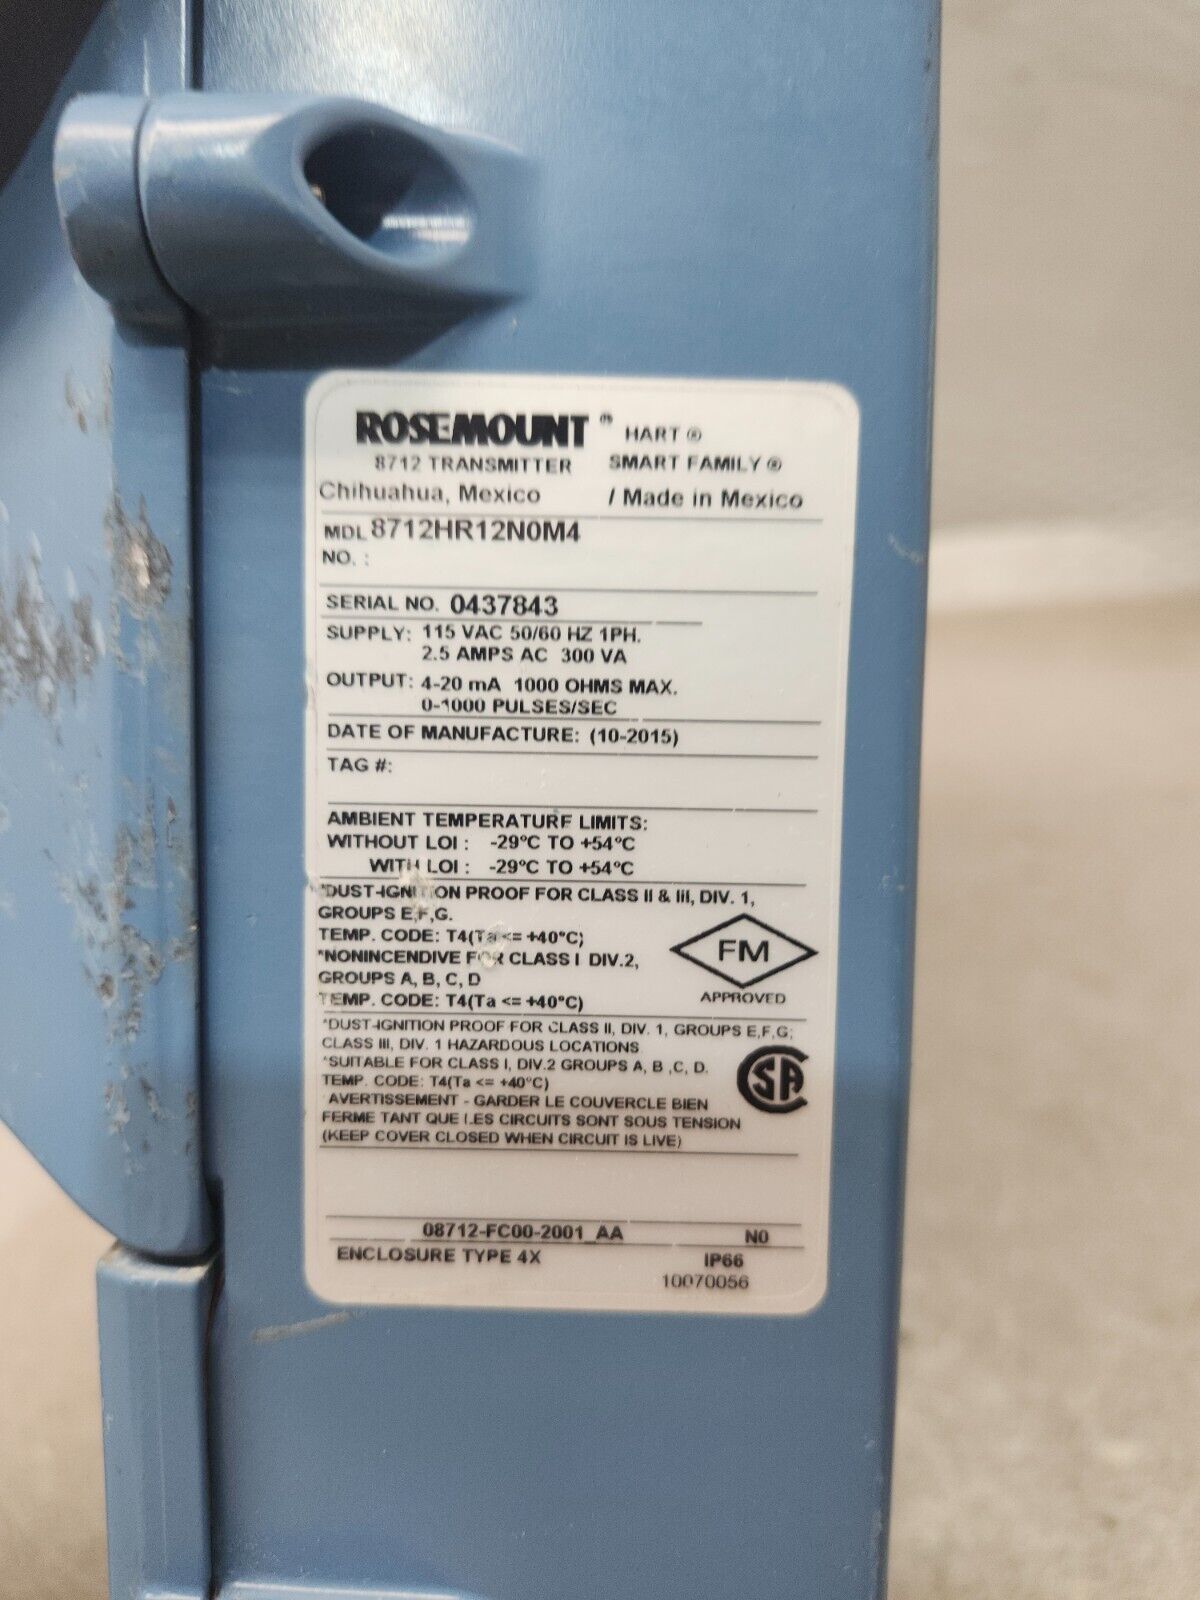 ROSEMOUNT ® HART ®
8712 TRANSMITTER SMART FAMILY ®
Chihuahua, Mexico / Made in Mexico
MDL 8712HR12N0M4
NO. :
SERIAL NO. 0437843
SUPPLY: 115 VAC 50/60 HZ 1PH.
2.5 AMPS AC 300 VA
OUTPUT: 4-20 mA 1000 OHMS MAX.
0-1000 PULSES/SEC
DATE OF MANUFACTURE: (10-2015)
TAG #:
AMBIENT TEMPERATURE LIMITS:
WITHOUT LOI : -29°C TO +54°C
WITH LOI : -29°C TO +54°C
*DUST-IGNITION PROOF FOR CLASS II & III, DIV. 1,
GROUPS E,F,G.
TEMP. CODE: T4(Ta <= +40°C)
*NONINCENDIVE FOR CLASS I DIV.2,
GROUPS A, B, C, D
TEMP. CODE: T4(Ta <= +40°C)
FM
APPROVED
*DUST-IGNITION PROOF FOR CLASS II, DIV. 1, GROUPS E,F,G;
CLASS III, DIV. 1 HAZARDOUS LOCATIONS
*SUITABLE FOR CLASS I, DIV.2 GROUPS A, B ,C, D.
TEMP. CODE: T4(Ta <= +40°C)
AVERTISSEMENT - GARDER LE COUVERCLE BIEN
FERME TANT QUE LES CIRCUITS SONT SOUS TENSION
(KEEP COVER CLOSED WHEN CIRCUIT IS LIVE)
SA
08712-FC00-2001_AA N0
ENCLOSURE TYPE 4X IP66
10070056